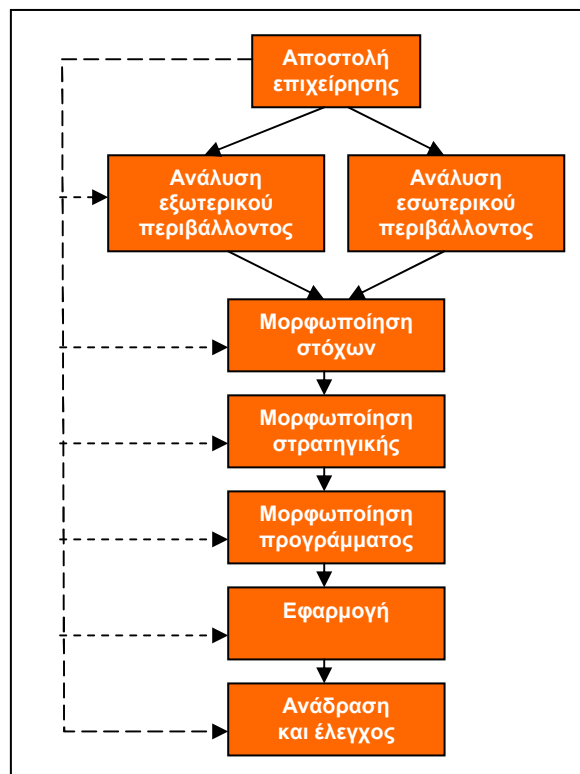 Αποστολή
επιχείρησης
Ανάλυση
εξωτερικού
περιβάλλοντος
Ανάλυση
εσωτερικού
περιβάλλοντος
Μορφωποίηση
στόχων
Μορφωποίηση
στρατηγικής
Μορφωποίηση
προγράμματος
Εφαρμογή
Ανάδραση
και έλεγχος